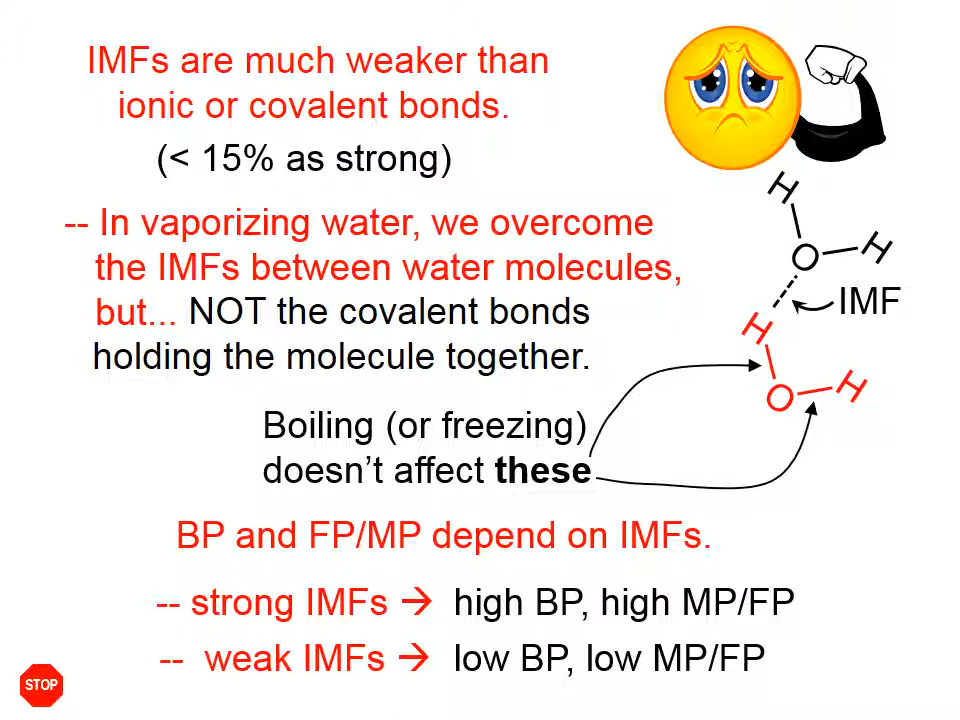 IMFs are much weaker than
ionic or covalent bonds.
(< 15% as strong)
-- In vaporizing water, we overcome
the IMFs between water molecules,
but... NOT the covalent bonds
holding the molecule together.
H
H
O
IMF
H
H
O
Boiling (or freezing)
doesn’t affect these
BP and FP/MP depend on IMFs.
-- strong IMFs → high BP, high MP/FP
-- weak IMFs → low BP, low MP/FP
STOP